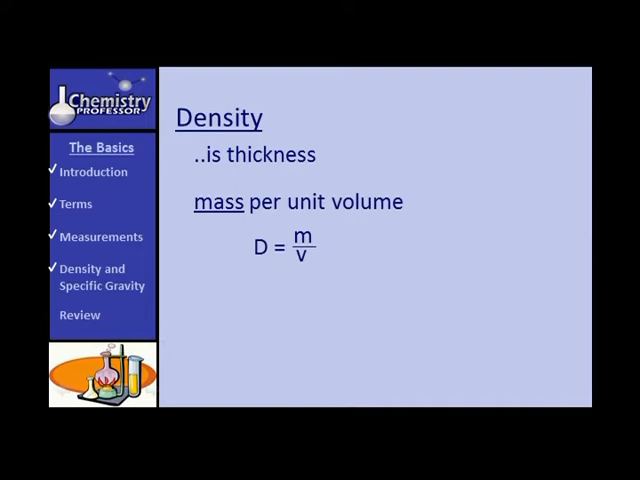 Chemistry
PROFESSOR
The Basics
Introduction
Terms
Measurements
Density and
Specific Gravity
Review
Density
..is thickness
mass per unit volume
D = m
v